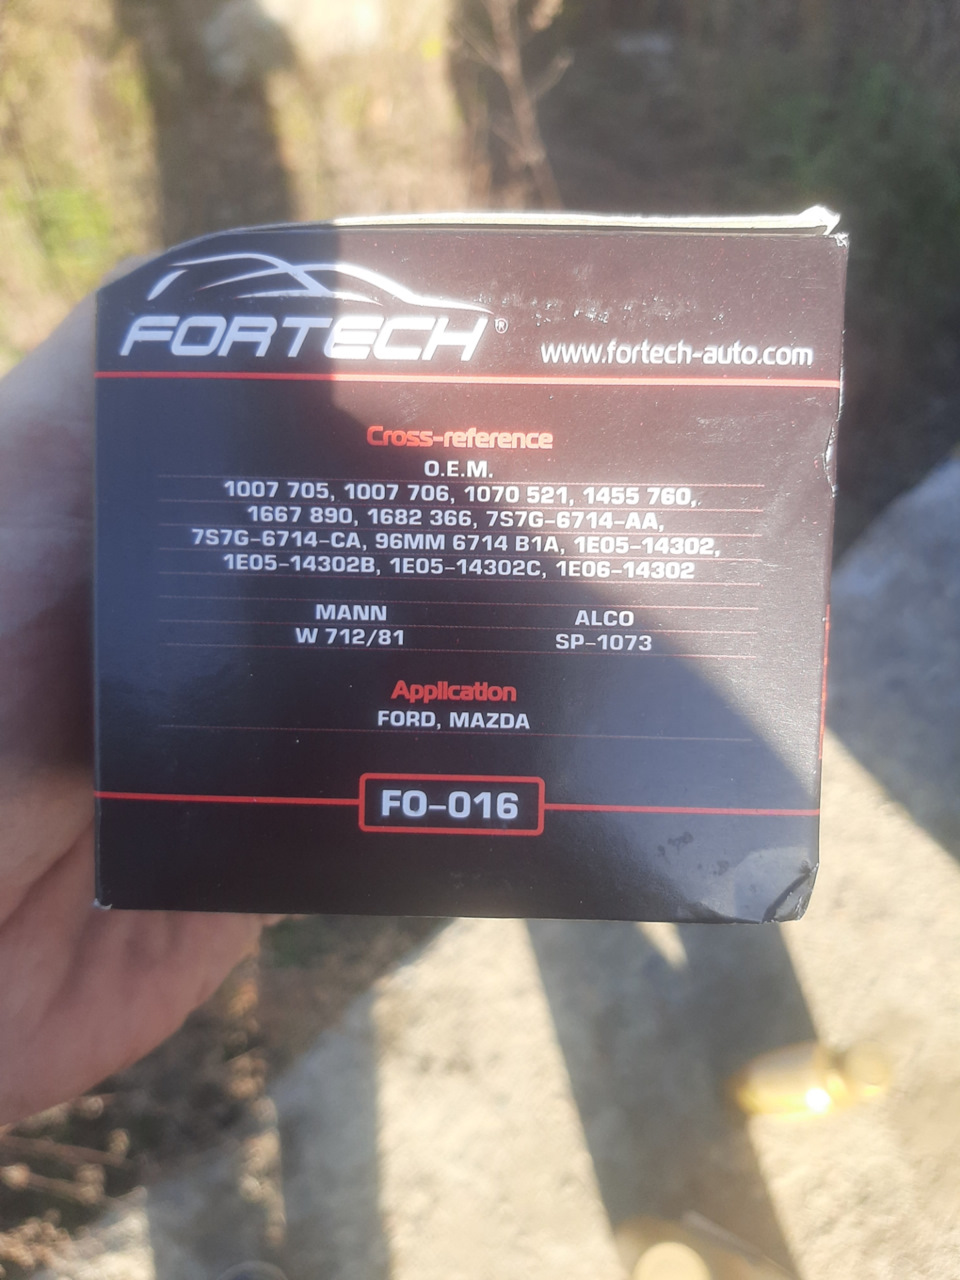 FORTECH®
www.fortech-auto.com
Cross-reference
O.E.M.
1007 705, 1007 706, 1070 521, 1455 760,
1667 890, 1682 366, 7S7G-6714-AA,
7S7G-6714-CA, 96MM 6714 B1A, 1E05-14302,
1E05-14302B, 1E05-14302C, 1E06-14302
MANN ALCO
W 712/81 SP-1073
Application
FORD, MAZDA
FO-016